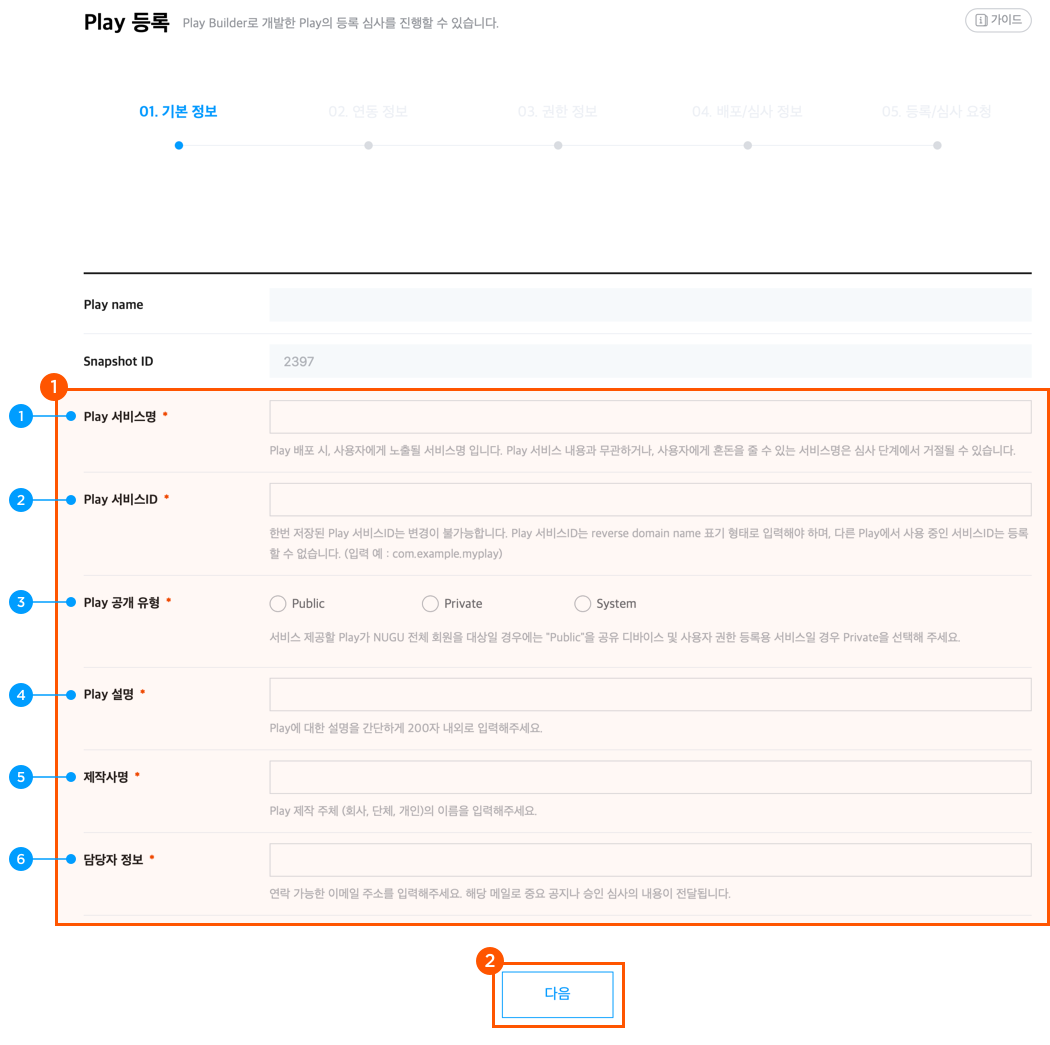 Play 등록 Play Builder로 개발한 Play의 등록 심사를 진행할 수 있습니다.
가이드
01. 기본 정보 02. 연동 정보 03. 권한 정보 04. 배포/심사 정보 05. 등록/심사 요청
Play name
Snapshot ID 2397
1
1 Play 서비스명 *
Play 배포 시, 사용자에게 노출될 서비스명 입니다. Play 서비스 내용과 무관하거나, 사용자에게 혼돈을 줄 수 있는 서비스명은 심사 단계에서 거절될 수 있습니다.
2 Play 서비스ID *
한번 저장된 Play 서비스ID는 변경이 불가능합니다. Play 서비스ID는 reverse domain name 표기 형태로 입력해야 하며, 다른 Play에서 사용 중인 서비스ID는 등록
할 수 없습니다. (입력 예 : com.example.myplay)
3 Play 공개 유형 * Public Private System
서비스 제공할 Play가 NUGU 전체 회원을 대상일 경우에는 "Public"을 공유 디바이스 및 사용자 권한 등록용 서비스일 경우 Private을 선택해 주세요.
4 Play 설명 *
Play에 대한 설명을 간단하게 200자 내외로 입력해주세요.
5 제작사명 *
Play 제작 주체 (회사, 단체, 개인)의 이름을 입력해주세요.
6 담당자 정보 *
연락 가능한 이메일 주소를 입력해주세요. 해당 메일로 중요 공지나 승인 심사의 내용이 전달됩니다.
2
다음